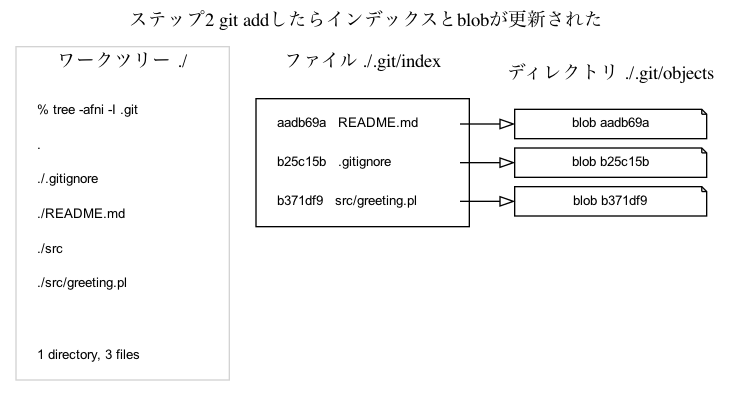 ステップ2 git addしたらインデックスとblobが更新された
ワークツリー ./
% tree -afni -I .git
.
./.gitignore
./README.md
./src
./src/greeting.pl
1 directory, 3 files
ファイル ./.git/index
aadb69a README.md
b25c15b .gitignore
b371df9 src/greeting.pl
ディレクトリ ./.git/objects
blob aadb69a
blob b25c15b
blob b371df9